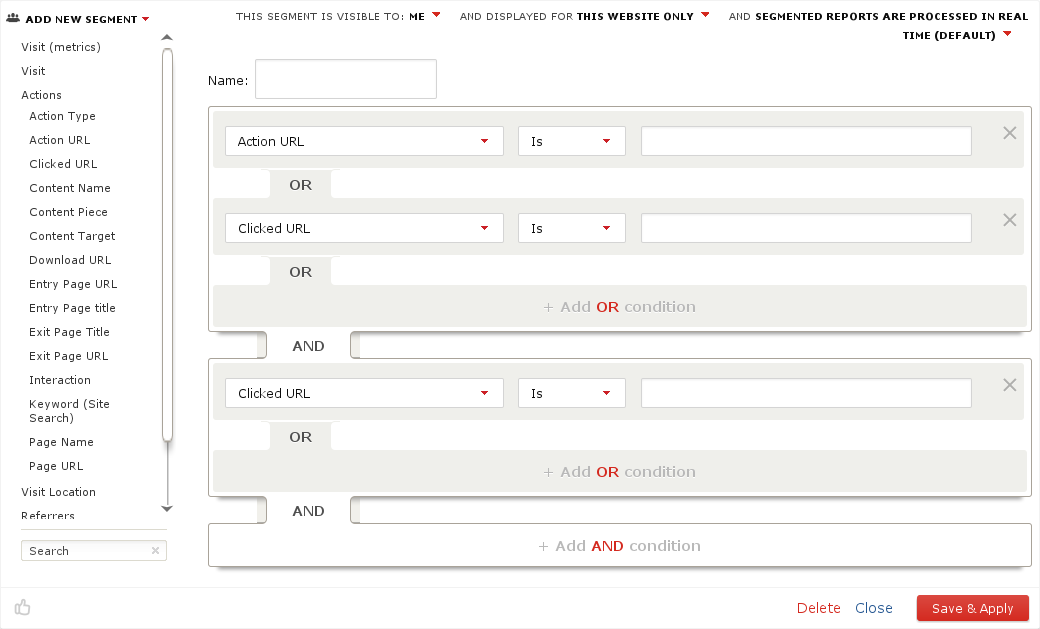 ADD NEW SEGMENT
THIS SEGMENT IS VISIBLE TO: ME AND DISPLAYED FOR THIS WEBSITE ONLY AND SEGMENTED REPORTS ARE PROCESSED IN REAL
TIME (DEFAULT)
Visit (metrics)
Visit
Actions
Action Type
Action URL
Clicked URL
Content Name
Content Piece
Content Target
Download URL
Entry Page URL
Entry Page title
Exit Page Title
Exit Page URL
Interaction
Keyword (Site
Search)
Page Name
Page URL
Visit Location
Referrers
Search
Name:
Action URL Is
OR
Clicked URL Is
OR
+ Add OR condition
AND
Clicked URL Is
OR
+ Add OR condition
AND
+ Add AND condition
Delete Close Save & Apply